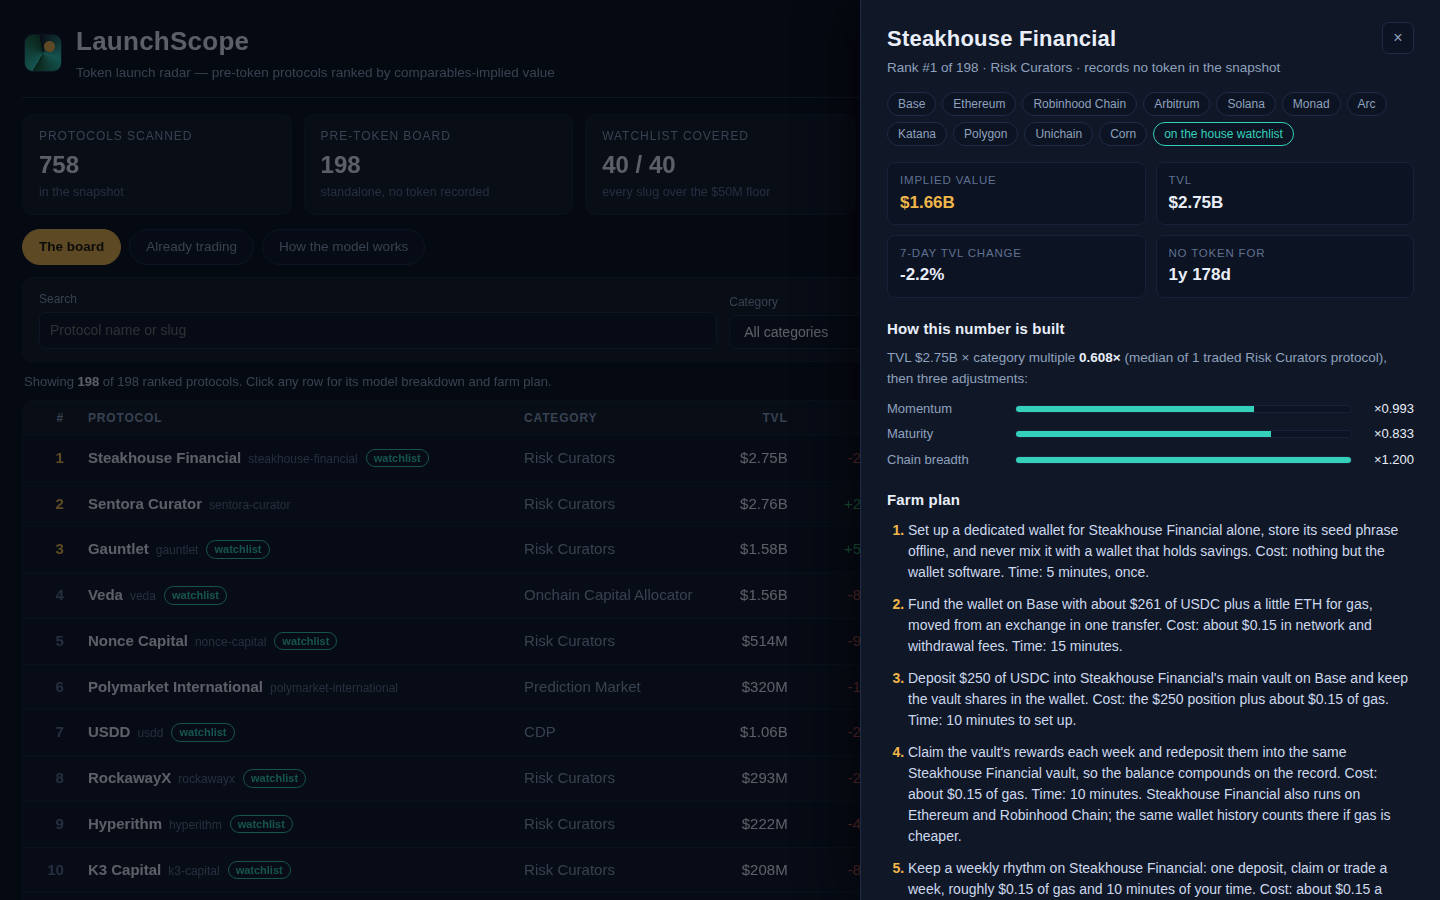 LaunchScope
Token launch radar — pre-token protocols ranked by comparables-implied value
PROTOCOLS SCANNED
758
in the snapshot
PRE-TOKEN BOARD
198
standalone, no token recorded
WATCHLIST COVERED
40 / 40
every slug over the $50M floor
The board
Already trading
How the model works
Search
Protocol name or slug
Category
All categories
Showing 198 of 198 ranked protocols. Click any row for its model breakdown and farm plan.
# PROTOCOL CATEGORY TVL
1 Steakhouse Financial steakhouse-financial watchlist Risk Curators $2.75B -2
2 Sentora Curator sentora-curator Risk Curators $2.76B +2
3 Gauntlet gauntlet watchlist Risk Curators $1.58B +5
4 Veda veda watchlist Onchain Capital Allocator $1.56B -8
5 Nonce Capital nonce-capital watchlist Risk Curators $514M -9
6 Polymarket International polymarket-international Prediction Market $320M -1
7 USDD usdd watchlist CDP $1.06B -2
8 RockawayX rockawayx watchlist Risk Curators $293M -2
9 Hyperithm hyperithm watchlist Risk Curators $222M -4
10 K3 Capital k3-capital watchlist Risk Curators $208M -8
Steakhouse Financial
×
Rank #1 of 198 · Risk Curators · records no token in the snapshot
Base Ethereum Robinhood Chain Arbitrum Solana Monad Arc
Katana Polygon Unichain Corn on the house watchlist
IMPLIED VALUE
$1.66B
TVL
$2.75B
7-DAY TVL CHANGE
-2.2%
NO TOKEN FOR
1y 178d
How this number is built
TVL $2.75B × category multiple 0.608× (median of 1 traded Risk Curators protocol),
then three adjustments:
Momentum ×0.993
Maturity ×0.833
Chain breadth ×1.200
Farm plan
1. Set up a dedicated wallet for Steakhouse Financial alone, store its seed phrase
offline, and never mix it with a wallet that holds savings. Cost: nothing but the
wallet software. Time: 5 minutes, once.
2. Fund the wallet on Base with about $261 of USDC plus a little ETH for gas,
moved from an exchange in one transfer. Cost: about $0.15 in network and
withdrawal fees. Time: 15 minutes.
3. Deposit $250 of USDC into Steakhouse Financial's main vault on Base and keep
the vault shares in the wallet. Cost: the $250 position plus about $0.15 of gas.
Time: 10 minutes to set up.
4. Claim the vault's rewards each week and redeposit them into the same
Steakhouse Financial vault, so the balance compounds on the record. Cost:
about $0.15 of gas. Time: 10 minutes. Steakhouse Financial also runs on
Ethereum and Robinhood Chain; the same wallet history counts there if gas is
cheaper.
5. Keep a weekly rhythm on Steakhouse Financial: one deposit, claim or trade a
week, roughly $0.15 of gas and 10 minutes of your time. Cost: about $0.15 a